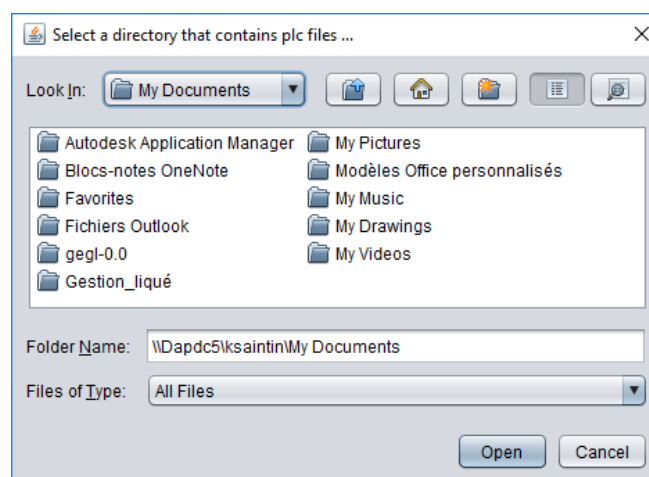 Select a directory that contains plc files ...
Look In: My Documents
Autodesk Application Manager
Blocs-notes OneNote
Favorites
Fichiers Outlook
gegl-0.0
Gestion_liqué
My Pictures
Modèles Office personnalisés
My Music
My Drawings
My Videos
Folder Name: \\Dapdc5\ksaintin\My Documents
Files of Type: All Files
Open Cancel